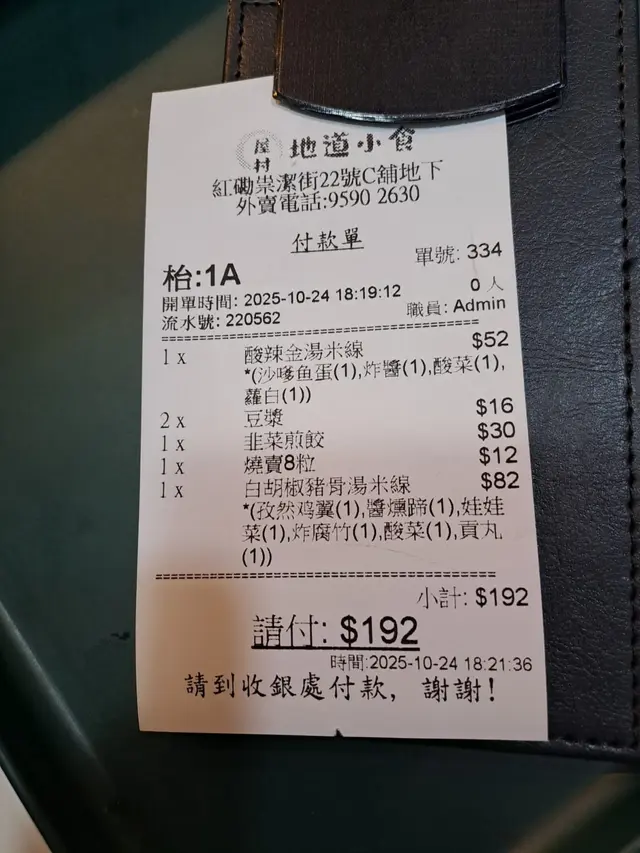 屋村 地道小食
紅磡崇潔街22號C舖地下
外賣電話:9590 2630
付款單
單號: 334
枱:1A
0 人
開單時間: 2025-10-24 18:19:12
職員: Admin
流水號: 220562
1 x 酸辣金湯米線 $52
*(沙嗲鱼蛋(1),炸醬(1),酸菜(1),
蘿白(1))
2 x 豆漿 $16
1 x 韭菜煎餃 $30
1 x 燒賣8粒 $12
1 x 白胡椒豬骨湯米線 $82
*(孜然鸡翼(1),醬燻蹄(1),娃娃
菜(1),炸腐竹(1),酸菜(1),貢丸
(1))
小計: $192
請付: $192
時間:2025-10-24 18:21:36
請到收銀處付款, 謝謝!